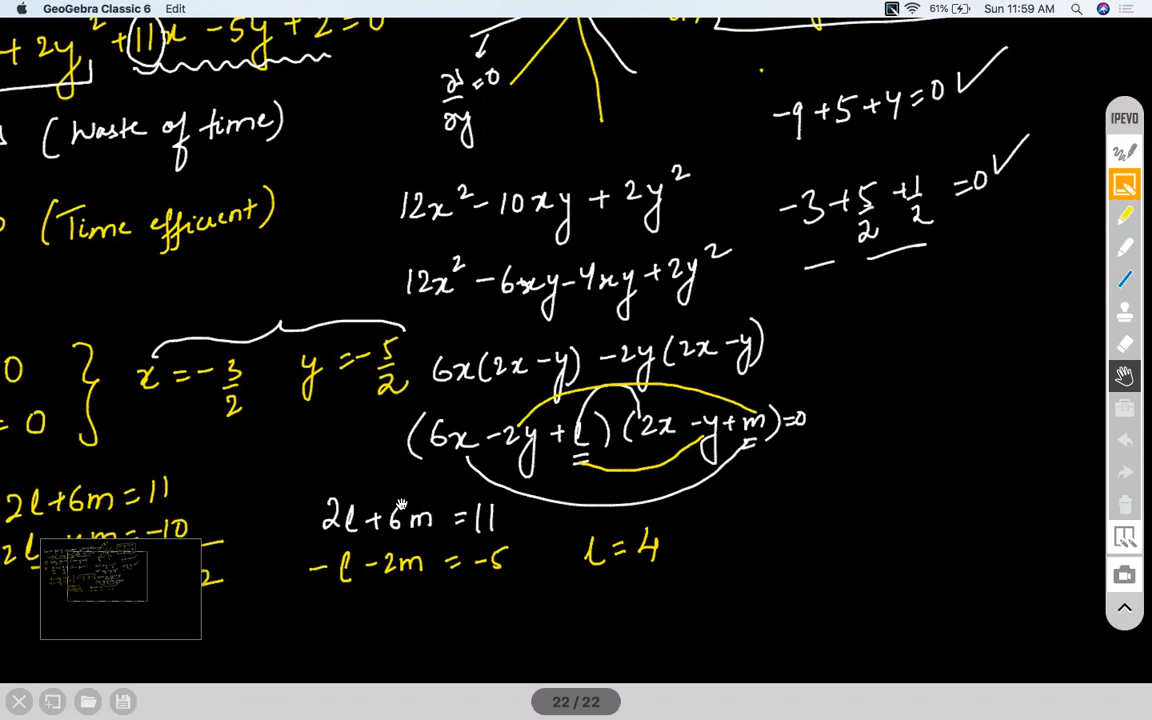 GeoGebra Classic 6 Edit 61% Sun 11:59 AM
+ 2y² + 11x - 5y + 2 = 0
∂s/∂y = 0
-9 + 5 + 4 = 0 ✓
IPEVO
(Waste of time)
12x² - 10xy + 2y²
-3 + 5/2 + 1/2 = 0 ✓
(Time efficient)
12x² - 6xy - 4xy + 2y²
0 } x = -3/2 y = -5/2
= 0
6x(2x - y) - 2y(2x - y)
(6x - 2y + l)(2x - y + m) = 0
2l + 6m = 11
2l + 6m = 11
= -10
-l - 2m = -5 l = 4
2
22 / 22